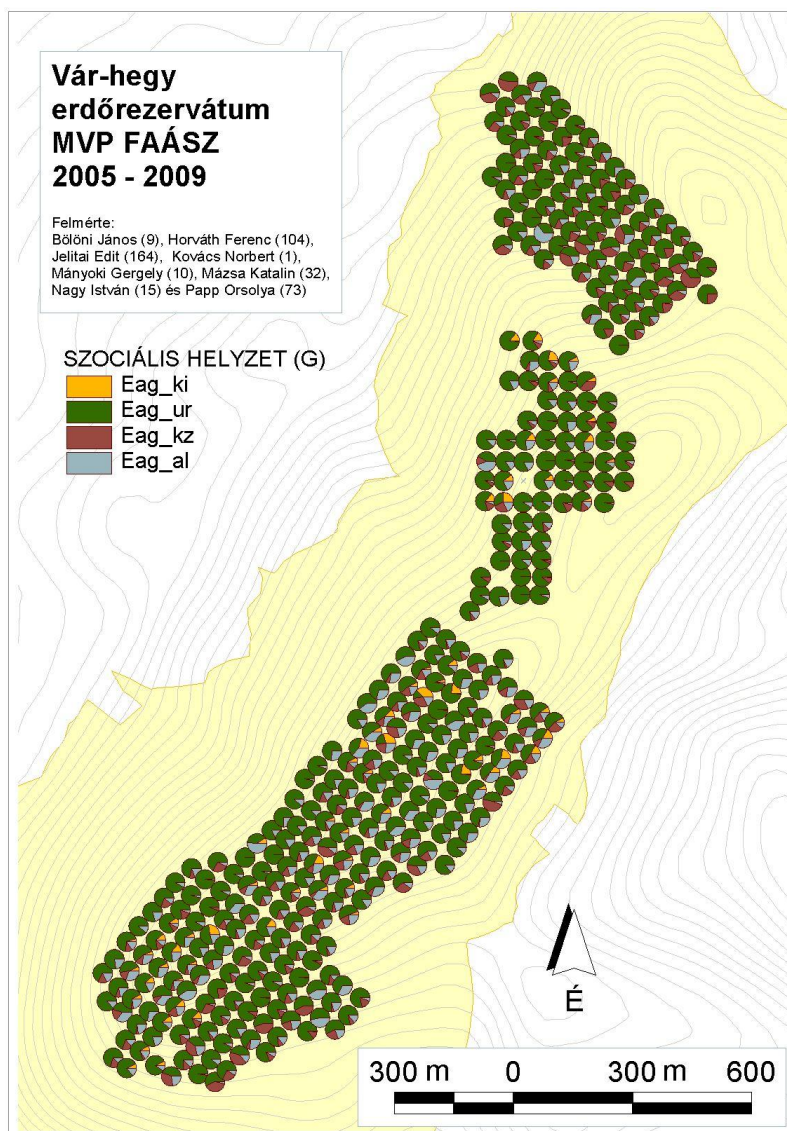 Vár-hegy
erdőrezervátum
MVP FAÁSZ
2005 - 2009
Felmérte:
Bölöni János (9), Horváth Ferenc (104),
Jelitai Edit (164), Kovács Norbert (1),
Mányoki Gergely (10), Mázsa Katalin (32),
Nagy István (15) és Papp Orsolya (73)
SZOCIÁLIS HELYZET (G)
Eag_ki
Eag_ur
Eag_kz
Eag_al
É
300 m 0 300 m 600